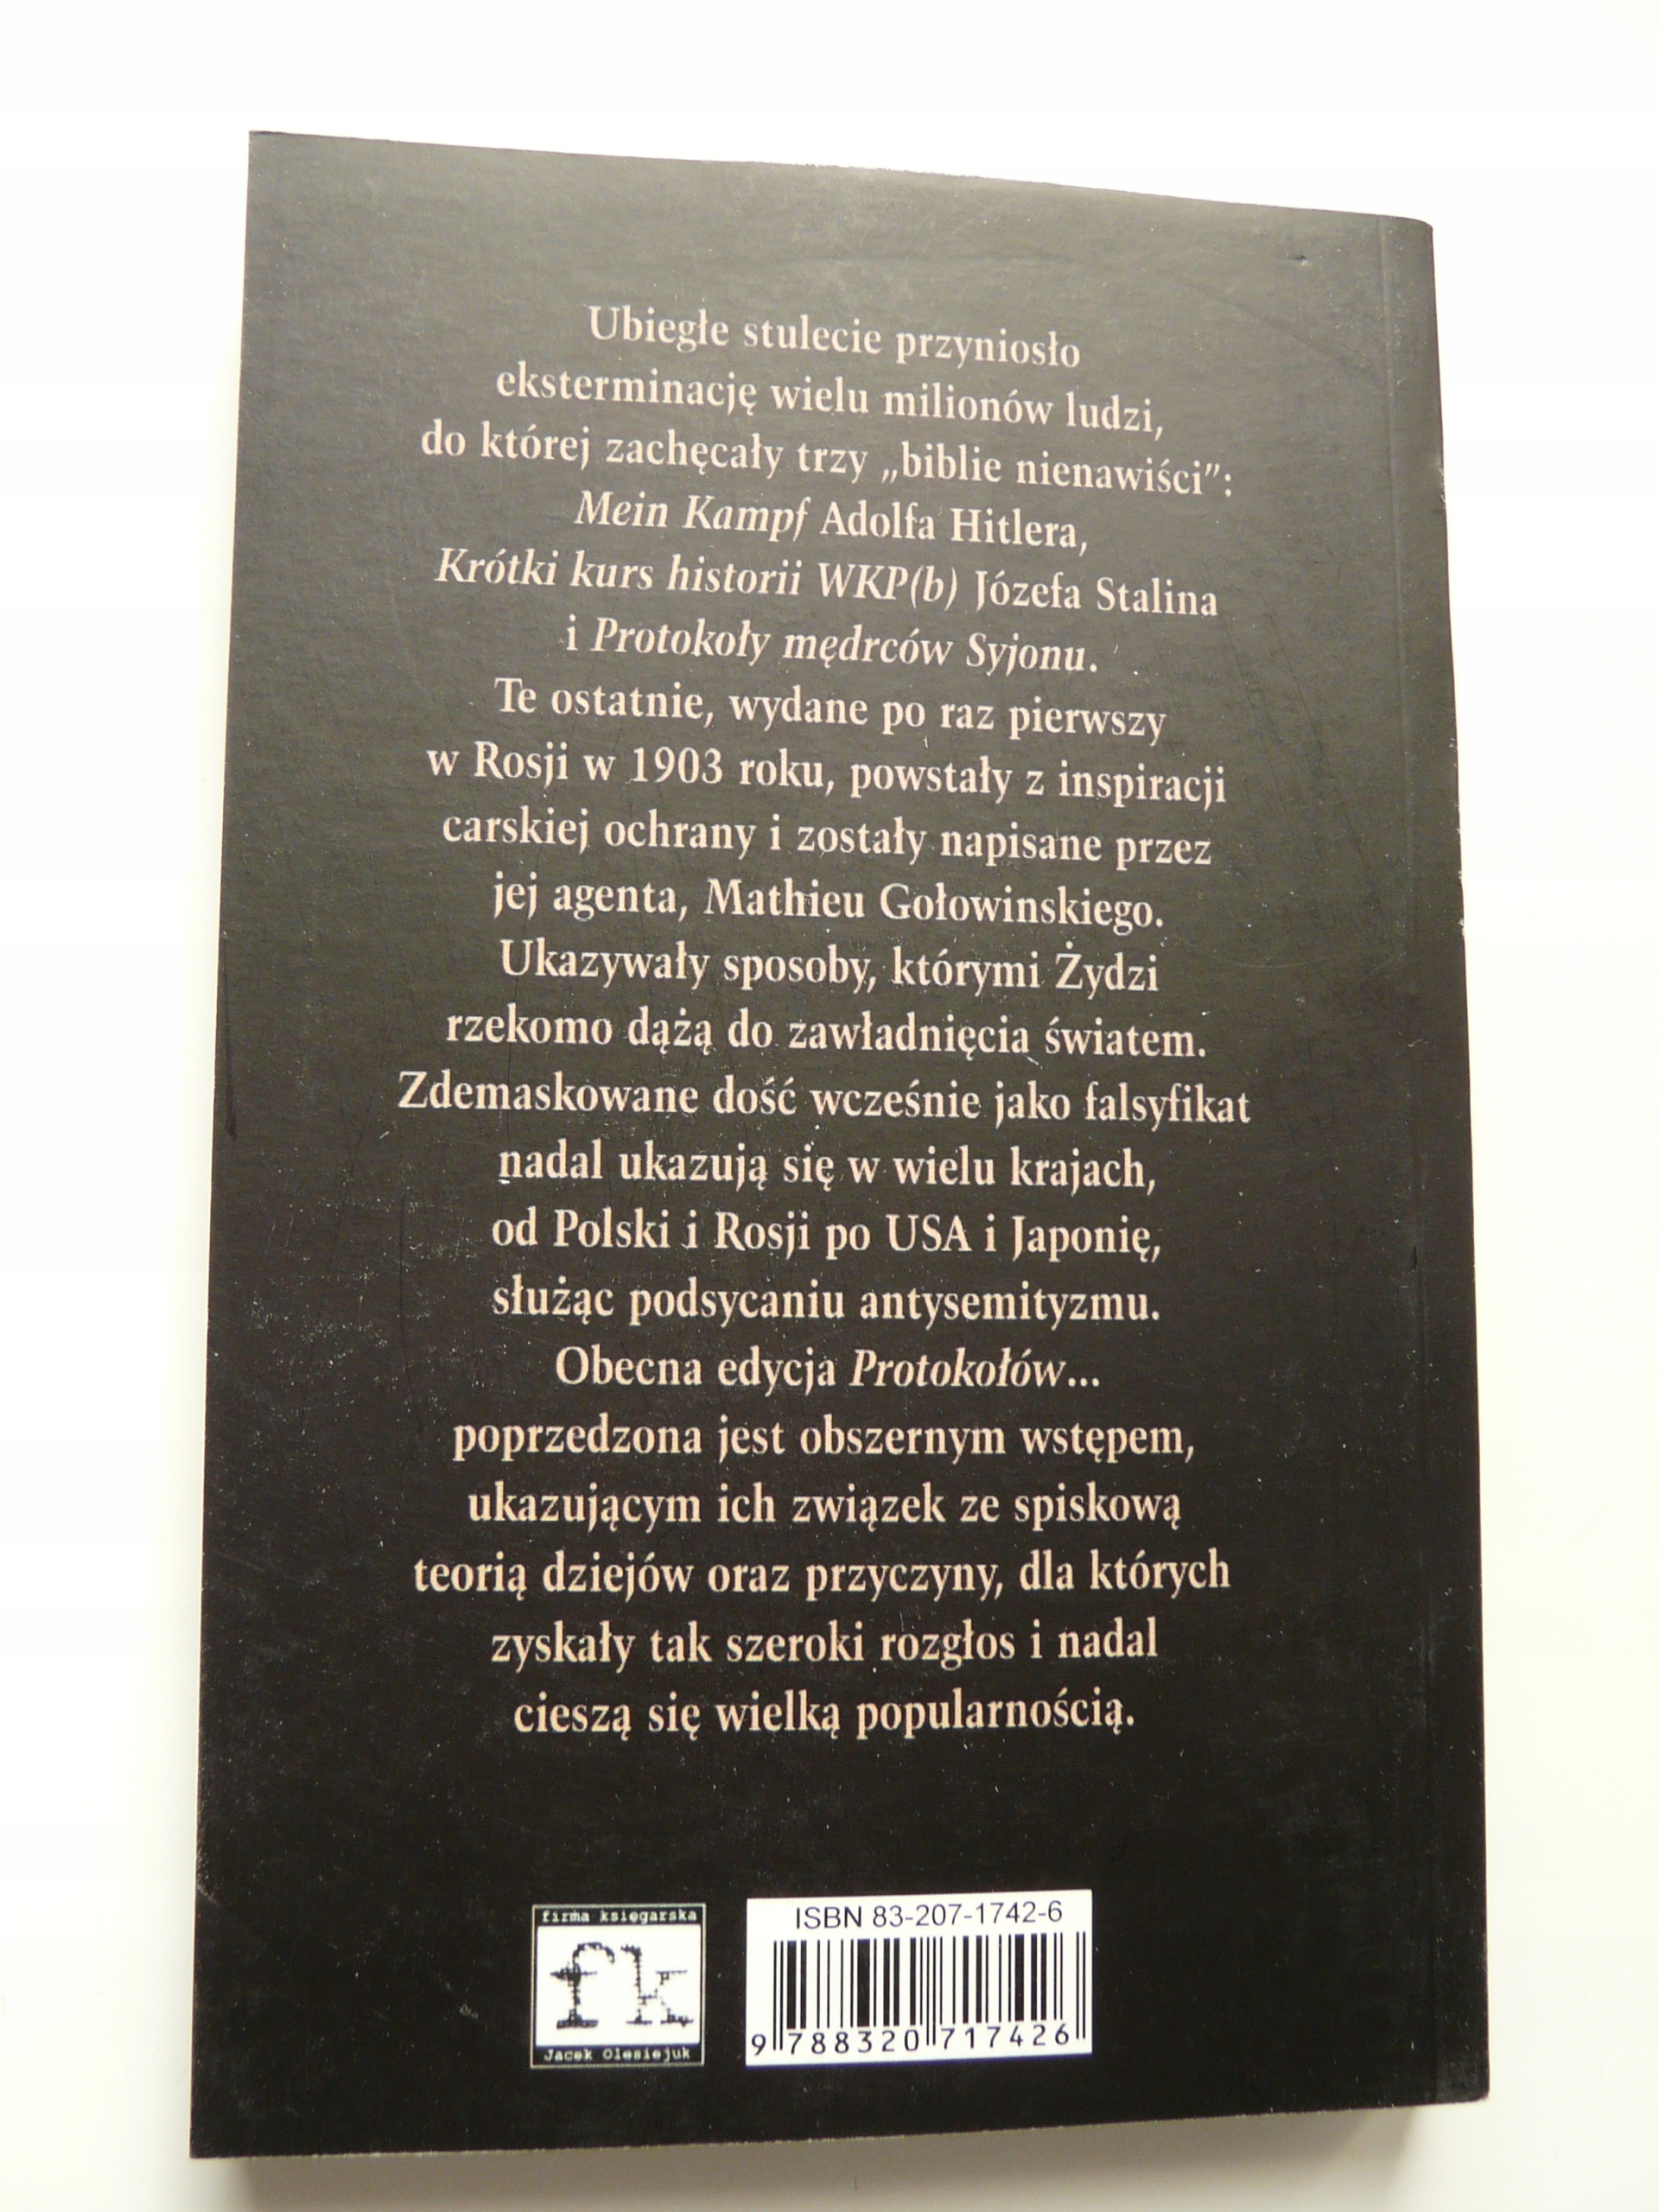 Ubiegłe stulecie przyniosło
eksterminację wielu milionów ludzi,
do której zachęcały trzy „biblie nienawiści":
Mein Kampf Adolfa Hitlera,
Krótki kurs historii WKP(b) Józefa Stalina
i Protokoły mędrców Syjonu.
Te ostatnie, wydane po raz pierwszy
w Rosji w 1903 roku, powstały z inspiracji
carskiej ochrany i zostały napisane przez
jej agenta, Mathieu Gołowinskiego.
Ukazywały sposoby, którymi Żydzi
rzekomo dążą do zawładnięcia światem.
Zdemaskowane dość wcześnie jako falsyfikat
nadal ukazują się w wielu krajach,
od Polski i Rosji po USA i Japonię,
służąc podsycaniu antysemityzmu.
Obecna edycja Protokołów...
poprzedzona jest obszernym wstępem,
ukazującym ich związek ze spiskową
teorią dziejów oraz przyczyny, dla których
zyskały tak szeroki rozgłos i nadal
cieszą się wielką popularnością.
firma księgarska
fk
Jacek Olesiejuk
ISBN 83-207-1742-6
9 788320 717426